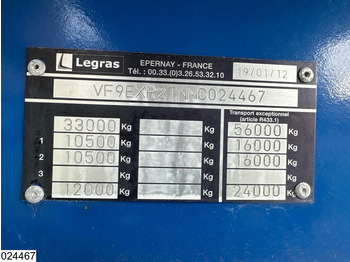 Legras
EPERNAY - FRANCE
Tél. : 00.33.(0)3.26.53.32.10
19/01/12
Transport exceptionnel
(article R433.1)
33000 Kg Kg 56000 Kg
1 10500 Kg Kg 16000 Kg
2 10500 Kg Kg 16000 Kg
3 Kg Kg Kg
12000 Kg Kg 24000 Kg
024467